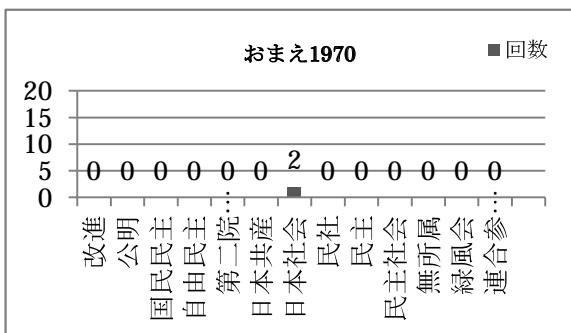 おまえ1970
■回数
20
15
10
5
0
0 0 0 0 0 0 2 0 0 0 0 0 0
改進
公明
国民民主
自由民主
第二院…
日本共産
日本社会
民社
民主
民主社会
無所属
緑風会
連合参…